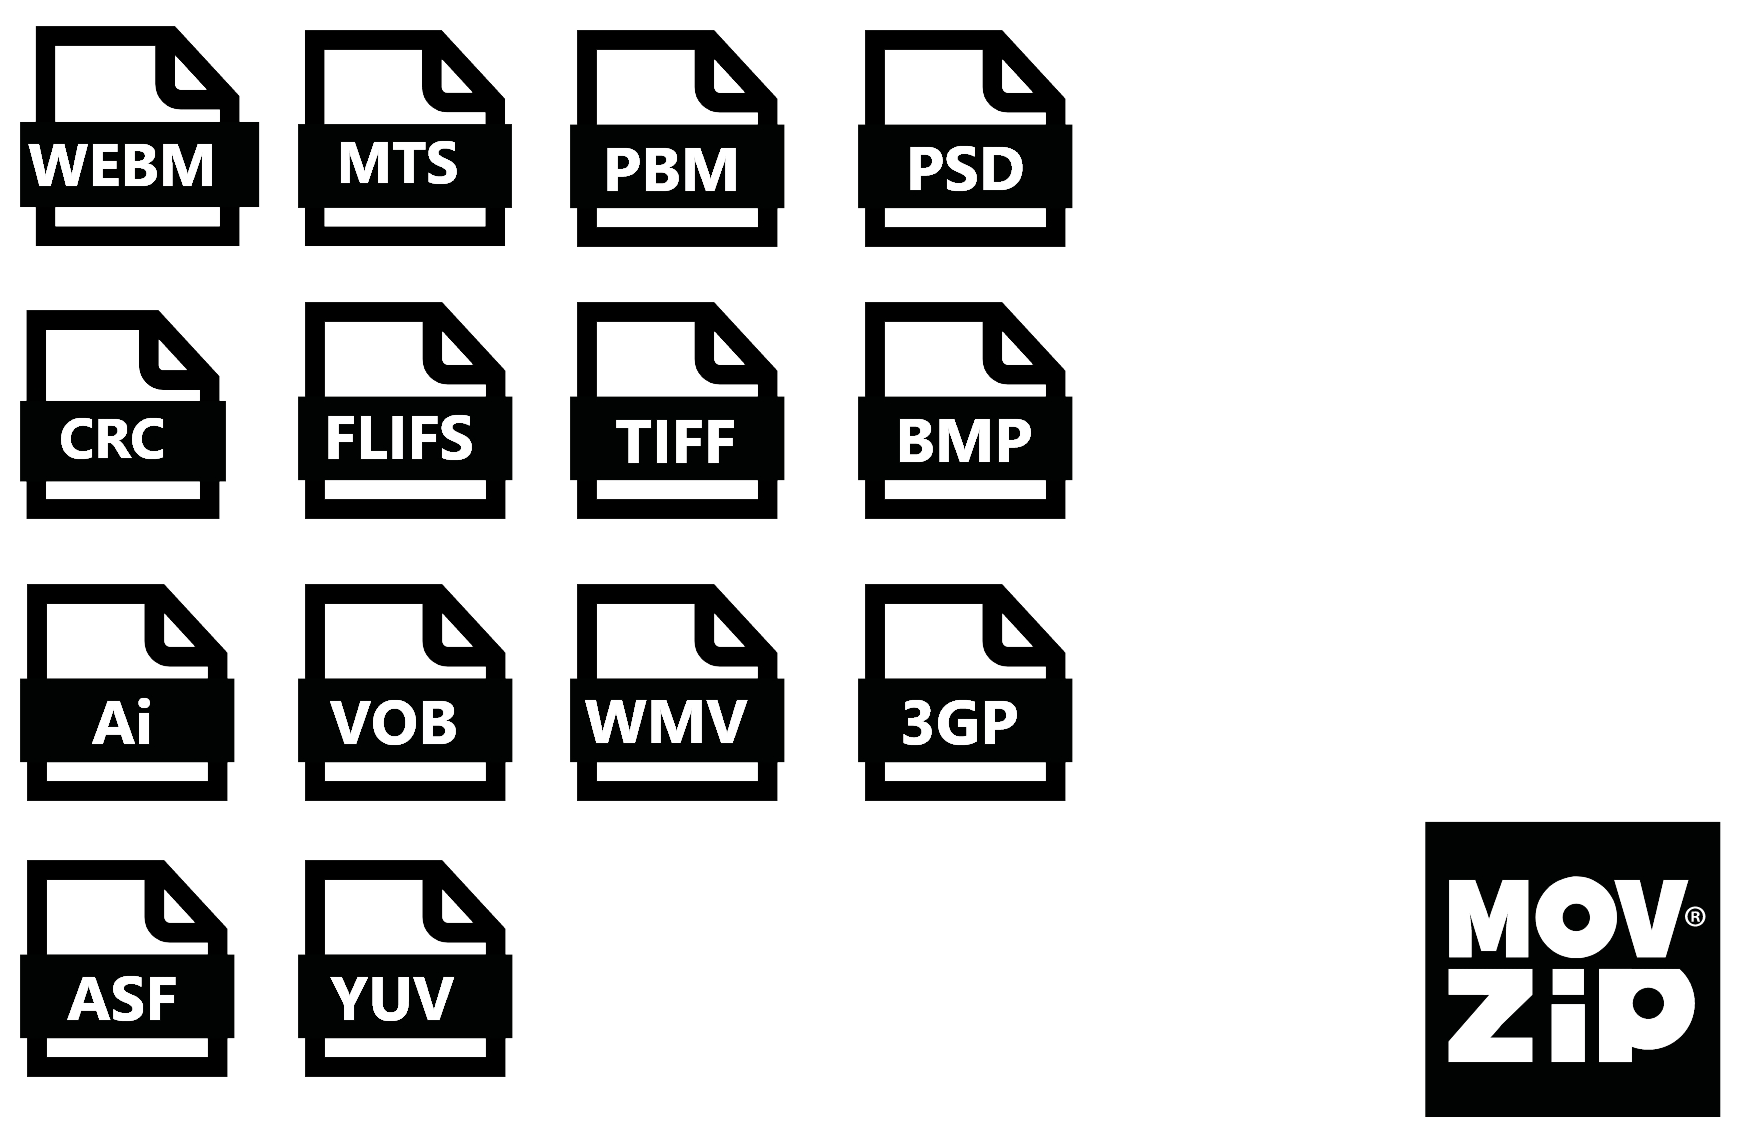 WEBM
MTS
PBM
PSD
CRC
FLIFS
TIFF
BMP
Ai
VOB
WMV
3GP
ASF
YUV
MOV®
ZiP